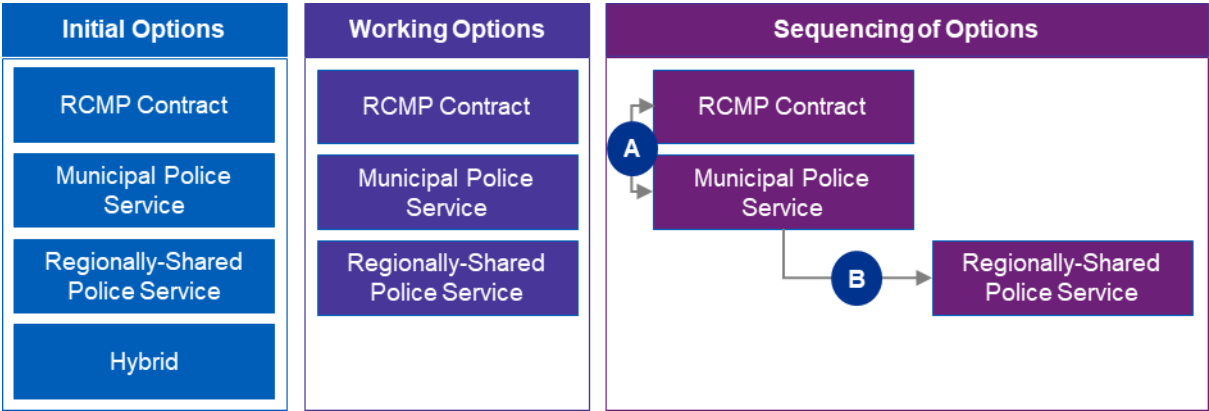 Initial Options
RCMP Contract
Municipal Police
Service
Regionally-Shared
Police Service
Hybrid
Working Options
RCMP Contract
Municipal Police
Service
Regionally-Shared
Police Service
Sequencing of Options
A
RCMP Contract
Municipal Police
Service
B
Regionally-Shared
Police Service